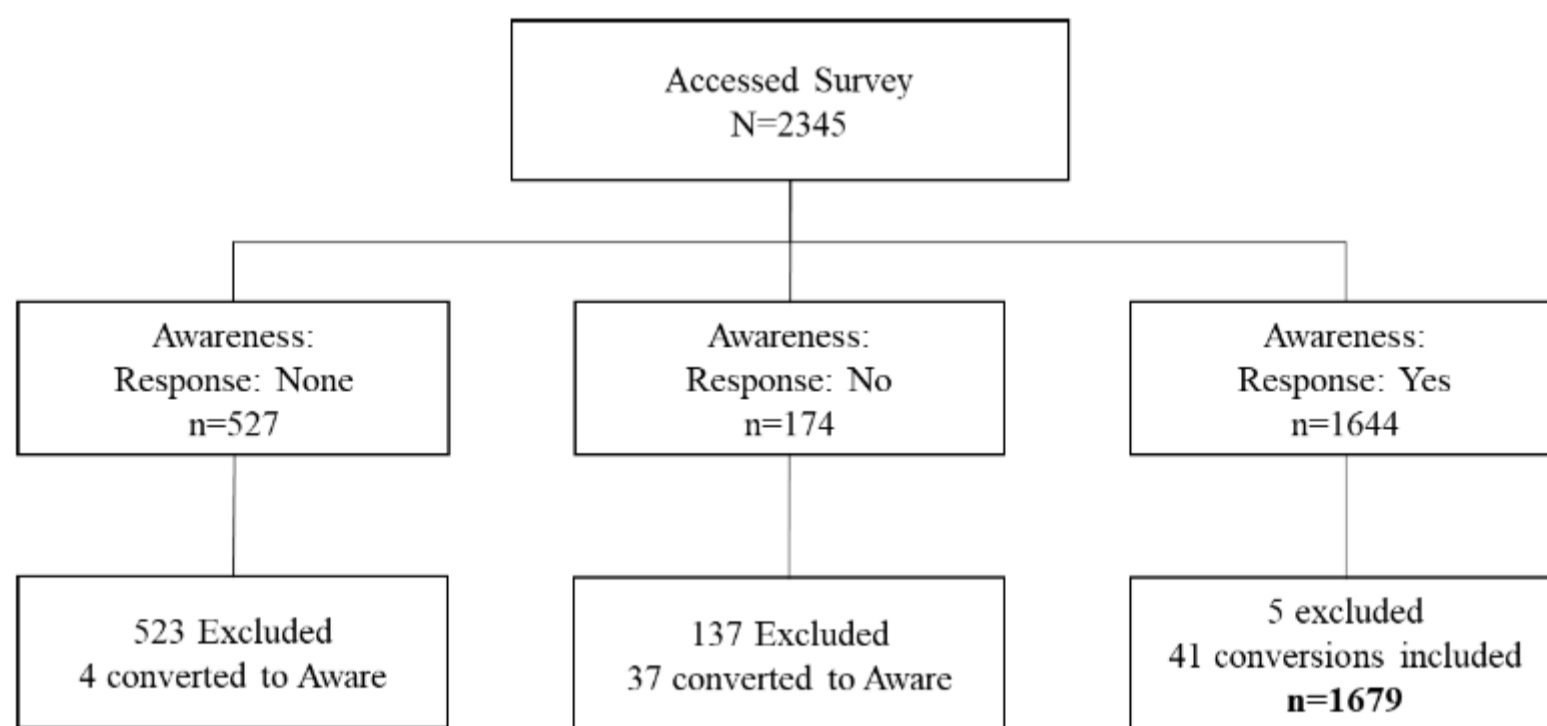 Accessed Survey
N=2345
Awareness:
Response: None
n=527
Awareness:
Response: No
n=174
Awareness:
Response: Yes
n=1644
523 Excluded
4 converted to Aware
137 Excluded
37 converted to Aware
5 excluded
41 conversions included
n=1679